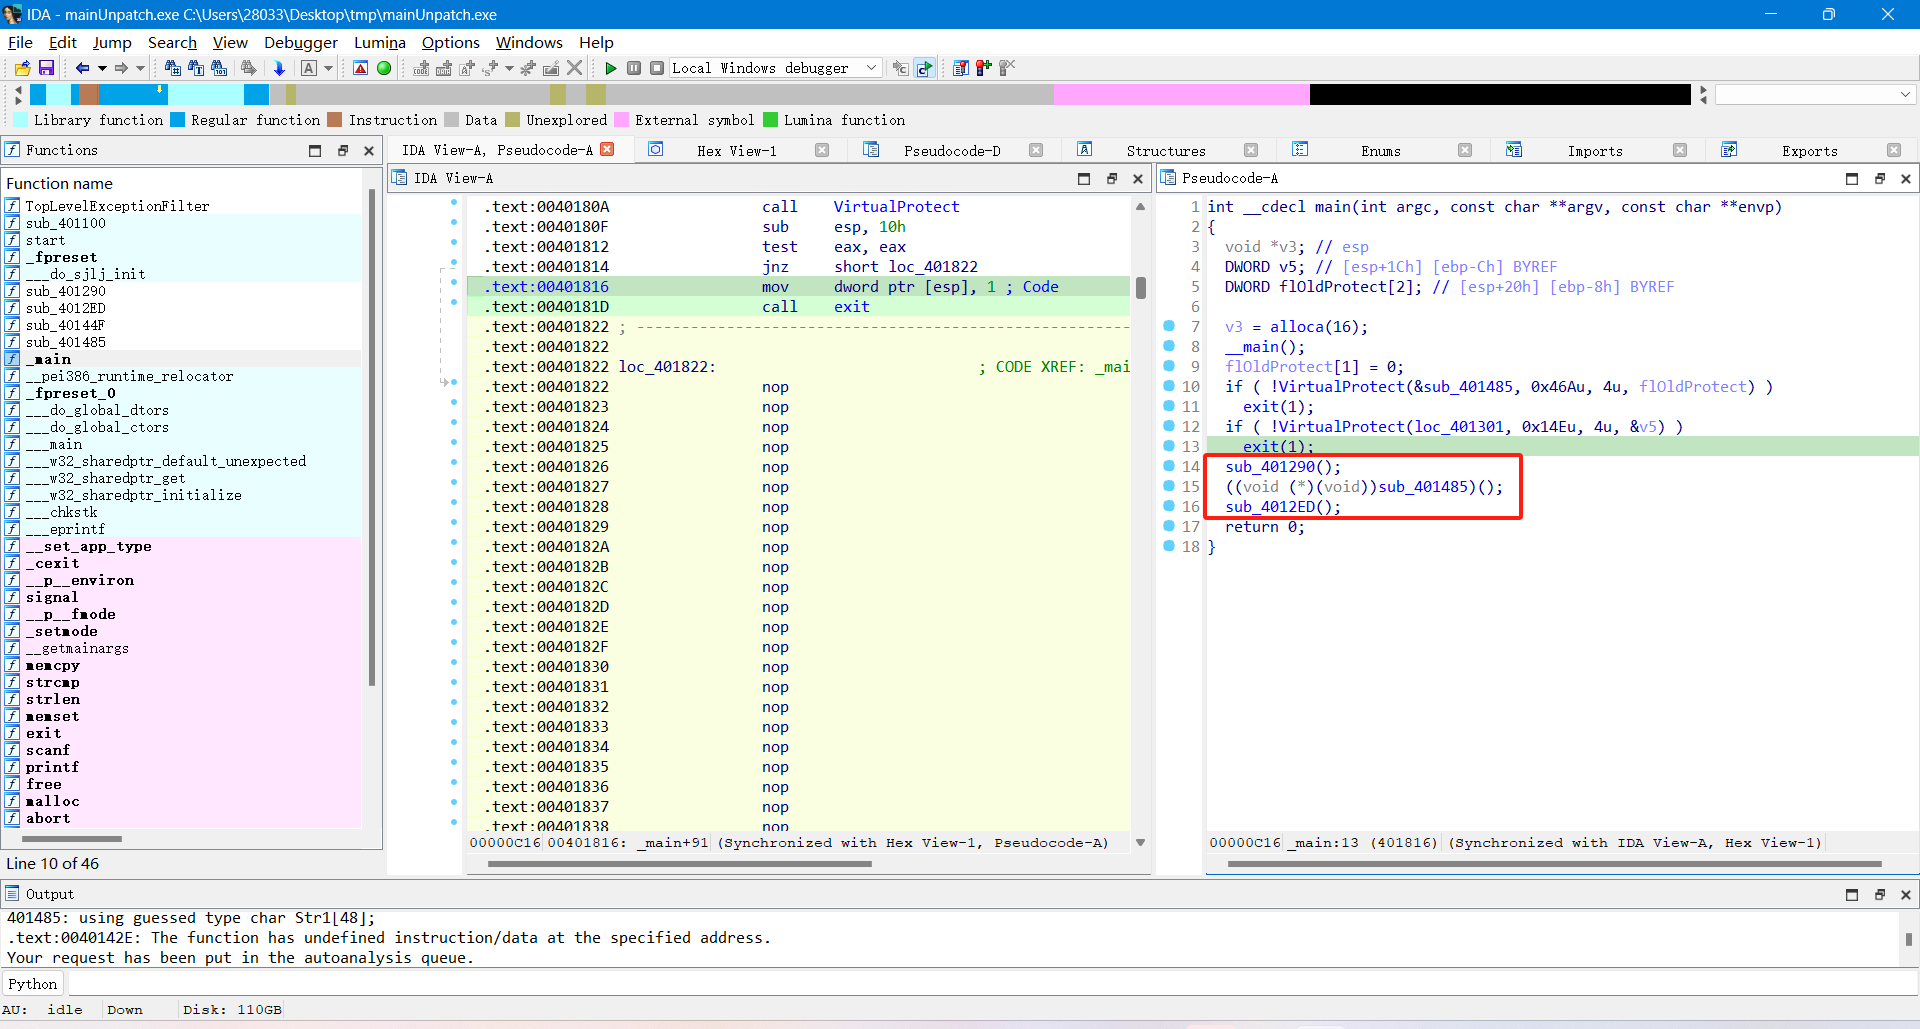 IDA - mainUnpatch.exe C:\Users\28033\Desktop\tmp\mainUnpatch.exe
File Edit Jump Search View Debugger Lumina Options Windows Help
Local Windows debugger
Library function Regular function Instruction Data Unexplored External symbol Lumina function
Functions
Function name
TopLevelExceptionFilter
sub_401100
start
_fpreset
___do_sjlj_init
sub_401290
sub_4012ED
sub_40144F
sub_401485
_main
__pei386_runtime_relocator
_fpreset_0
___do_global_dtors
___do_global_ctors
___main
___w32_sharedptr_default_unexpected
___w32_sharedptr_get
___w32_sharedptr_initialize
___chkstk
___eprintf
__set_app_type
_cexit
__p__environ
signal
__p__fmode
_setmode
__getmainargs
memcpy
strcmp
strlen
memset
exit
scanf
printf
free
malloc
abort
Line 10 of 46
IDA View-A, Pseudocode-A Hex View-1 Pseudocode-D Structures Enums Imports Exports
IDA View-A
.text:0040180A call VirtualProtect
.text:0040180F sub esp, 10h
.text:00401812 test eax, eax
.text:00401814 jnz short loc_401822
.text:00401816 mov dword ptr [esp], 1 ; Code
.text:0040181D call exit
.text:00401822 ; ---------------------------------------------------------------------------
.text:00401822
.text:00401822 loc_401822: ; CODE XREF: _mai
.text:00401822 nop
.text:00401823 nop
.text:00401824 nop
.text:00401825 nop
.text:00401826 nop
.text:00401827 nop
.text:00401828 nop
.text:00401829 nop
.text:0040182A nop
.text:0040182B nop
.text:0040182C nop
.text:0040182D nop
.text:0040182E nop
.text:0040182F nop
.text:00401830 nop
.text:00401831 nop
.text:00401832 nop
.text:00401833 nop
.text:00401834 nop
.text:00401835 nop
.text:00401836 nop
.text:00401837 nop
.text:00401838 nop
00000C16 00401816: _main+91 (Synchronized with Hex View-1, Pseudocode-A)
Pseudocode-A
1 int __cdecl main(int argc, const char **argv, const char **envp)
2 {
3 void *v3; // esp
4 DWORD v5; // [esp+1Ch] [ebp-Ch] BYREF
5 DWORD flOldProtect[2]; // [esp+20h] [ebp-8h] BYREF
6
7 v3 = alloca(16);
8 __main();
9 flOldProtect[1] = 0;
10 if ( !VirtualProtect(&sub_401485, 0x46Au, 4u, flOldProtect) )
11 exit(1);
12 if ( !VirtualProtect(loc_401301, 0x14Eu, 4u, &v5) )
13 exit(1);
14 sub_401290();
15 ((void (*)(void))sub_401485)();
16 sub_4012ED();
17 return 0;
18 }
00000C16 _main:13 (401816) (Synchronized with IDA View-A, Hex View-1)
Output
401485: using guessed type char Str1[48];
.text:0040142E: The function has undefined instruction/data at the specified address.
Your request has been put in the autoanalysis queue.
Python
AU: idle Down Disk: 110GB